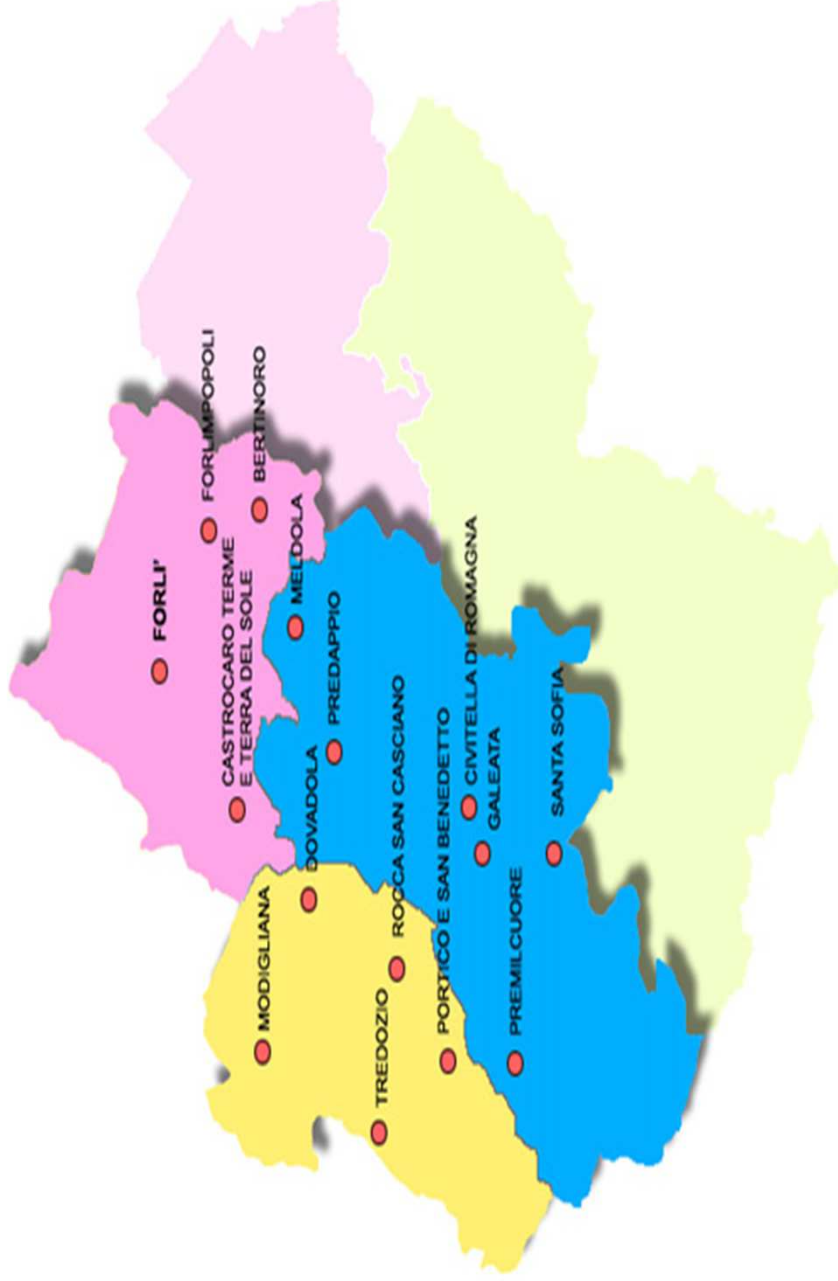 FORLI'
FORLIMPOPOLI
CASTROCARO TERME
E TERRA DEL SOLE
BERTINORO
MELDOLA
MODIGLIANA
DOVADOLA
PREDAPPIO
TREDOZIO
ROCCA SAN CASCIANO
PORTICO E SAN BENEDETTO
CIVITELLA DI ROMAGNA
GALEATA
PREMILCUORE
SANTA SOFIA